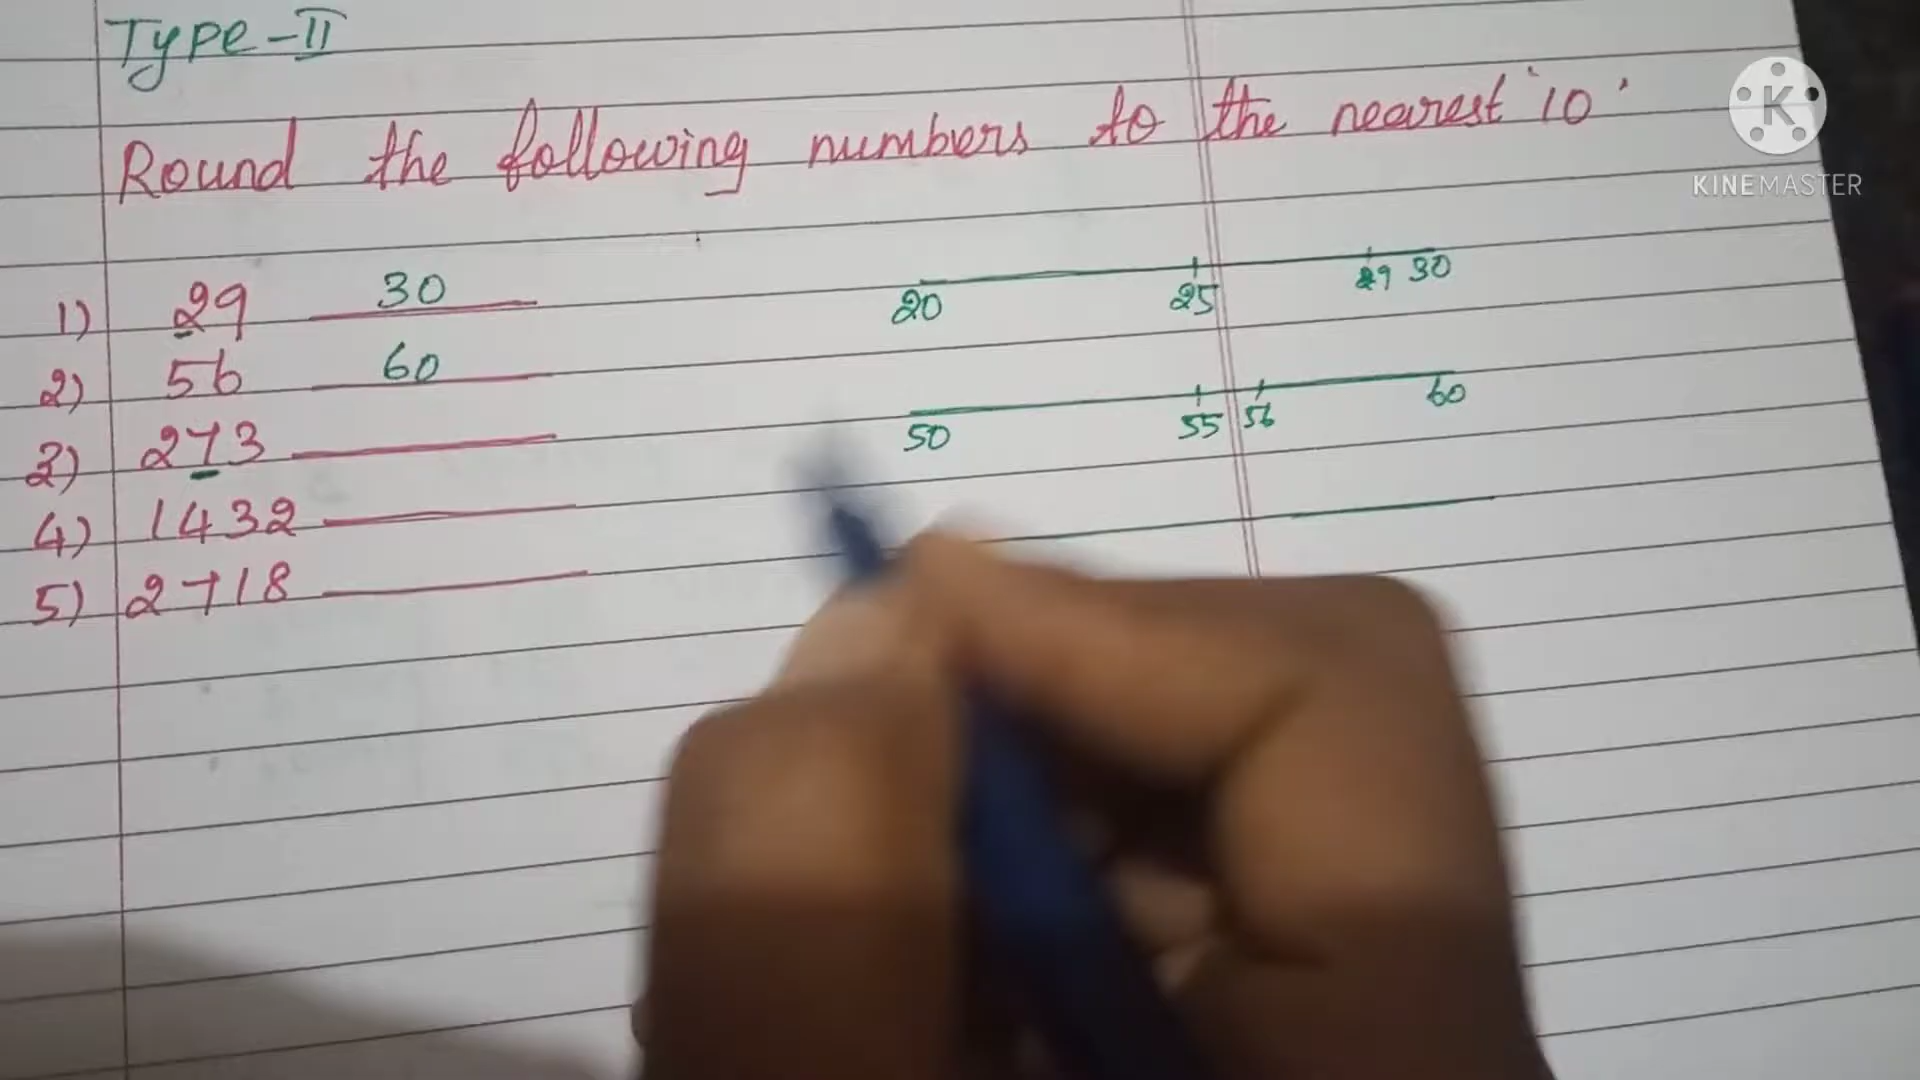 Type-II
Round the following numbers to the nearest '10'
KINEMASTER
1) 29 30
20 25 29 30
2) 56 60
50 55 56 60
3) 273
4) 1432
5) 2718